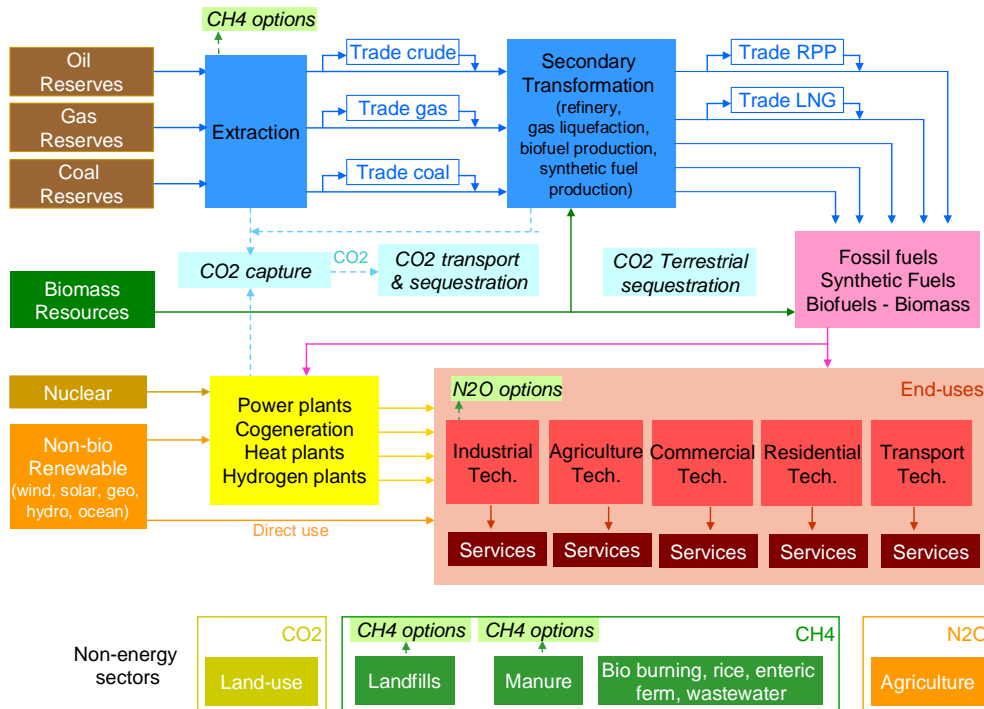 CH4 options
Oil
Reserves
Gas
Reserves
Coal
Reserves
Extraction
Trade crude
Trade gas
Trade coal
Secondary
Transformation
(refinery,
gas liquefaction,
biofuel production,
synthetic fuel
production)
Trade RPP
Trade LNG
CO2 capture
CO2
CO2 transport
& sequestration
CO2 Terrestrial
sequestration
Fossil fuels
Synthetic Fuels
Biofuels - Biomass
Biomass
Resources
Nuclear
Non-bio
Renewable
(wind, solar, geo,
hydro, ocean)
Power plants
Cogeneration
Heat plants
Hydrogen plants
Direct use
N2O options
End-uses
Industrial
Tech.
Agriculture
Tech.
Commercial
Tech.
Residential
Tech.
Transport
Tech.
Services
Services
Services
Services
Services
Non-energy
sectors
CO2
Land-use
CH4 options
CH4 options
CH4
Landfills
Manure
Bio burning, rice, enteric
ferm, wastewater
N2O
Agriculture